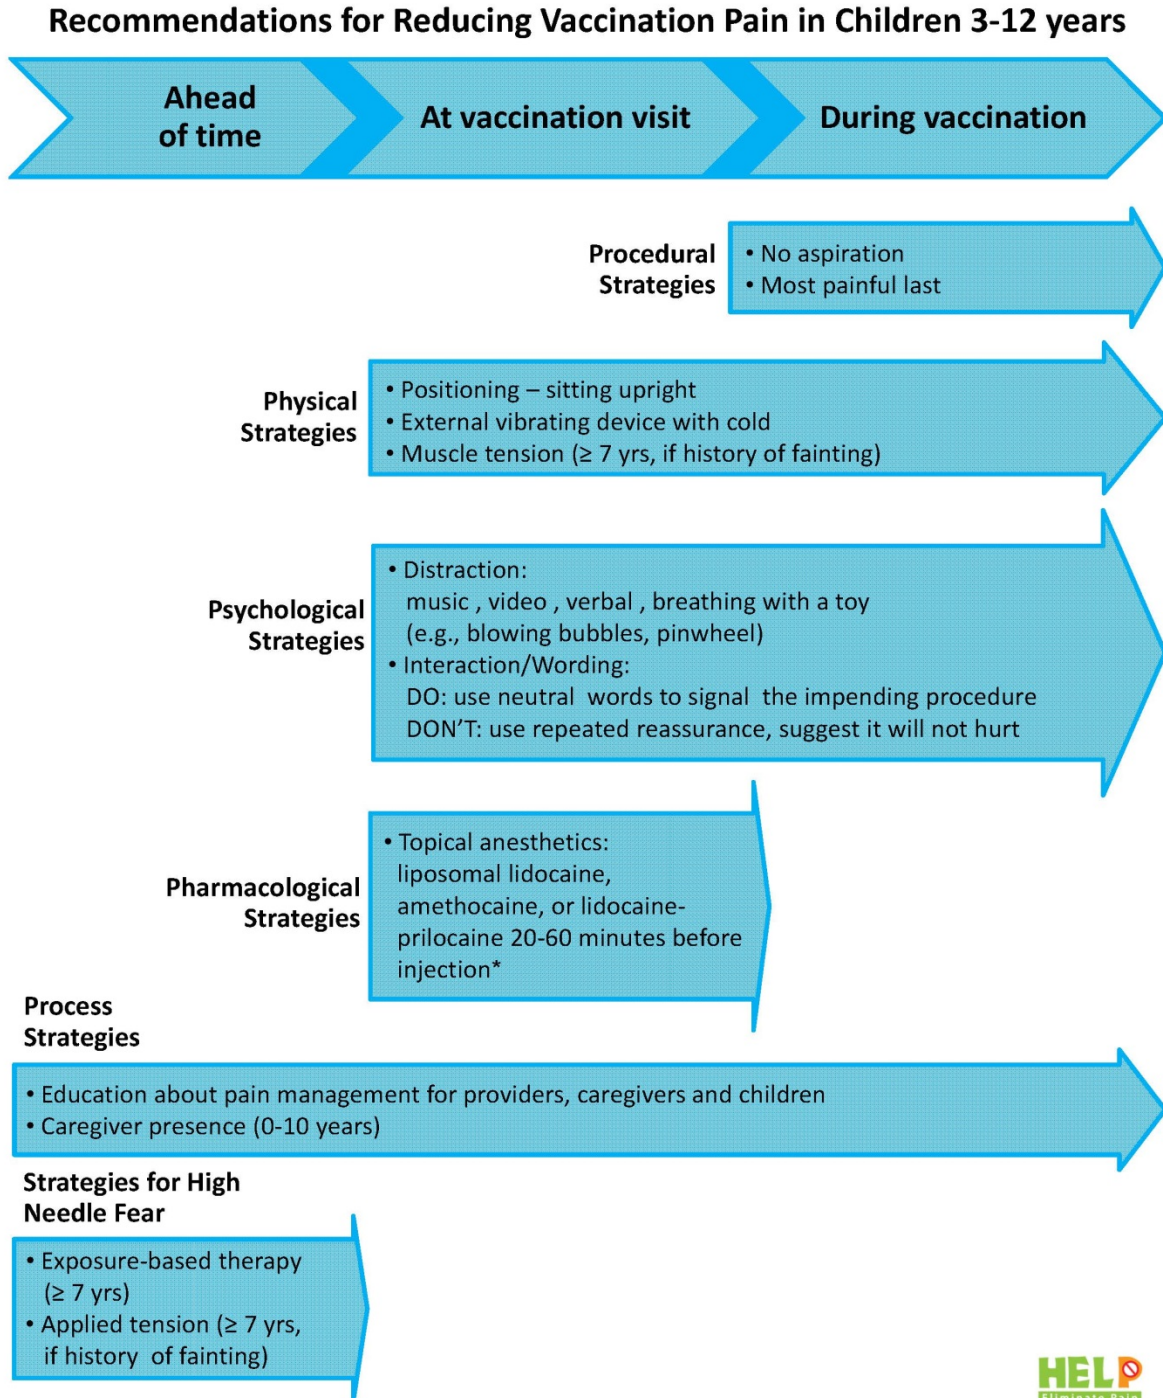 Recommendations for Reducing Vaccination Pain in Children 3-12 years
Ahead
of time
At vaccination visit
During vaccination
Procedural
Strategies
• No aspiration
• Most painful last
Physical
Strategies
• Positioning – sitting upright
• External vibrating device with cold
• Muscle tension (≥ 7 yrs, if history of fainting)
Psychological
Strategies
• Distraction:
music , video , verbal , breathing with a toy
(e.g., blowing bubbles, pinwheel)
• Interaction/Wording:
DO: use neutral words to signal the impending procedure
DON'T: use repeated reassurance, suggest it will not hurt
Pharmacological
Strategies
• Topical anesthetics:
liposomal lidocaine,
amethocaine, or lidocaine-
prilocaine 20-60 minutes before
injection*
Process
Strategies
• Education about pain management for providers, caregivers and children
• Caregiver presence (0-10 years)
Strategies for High
Needle Fear
• Exposure-based therapy
(≥ 7 yrs)
• Applied tension (≥ 7 yrs,
if history of fainting)
HELP
Eliminate Pain